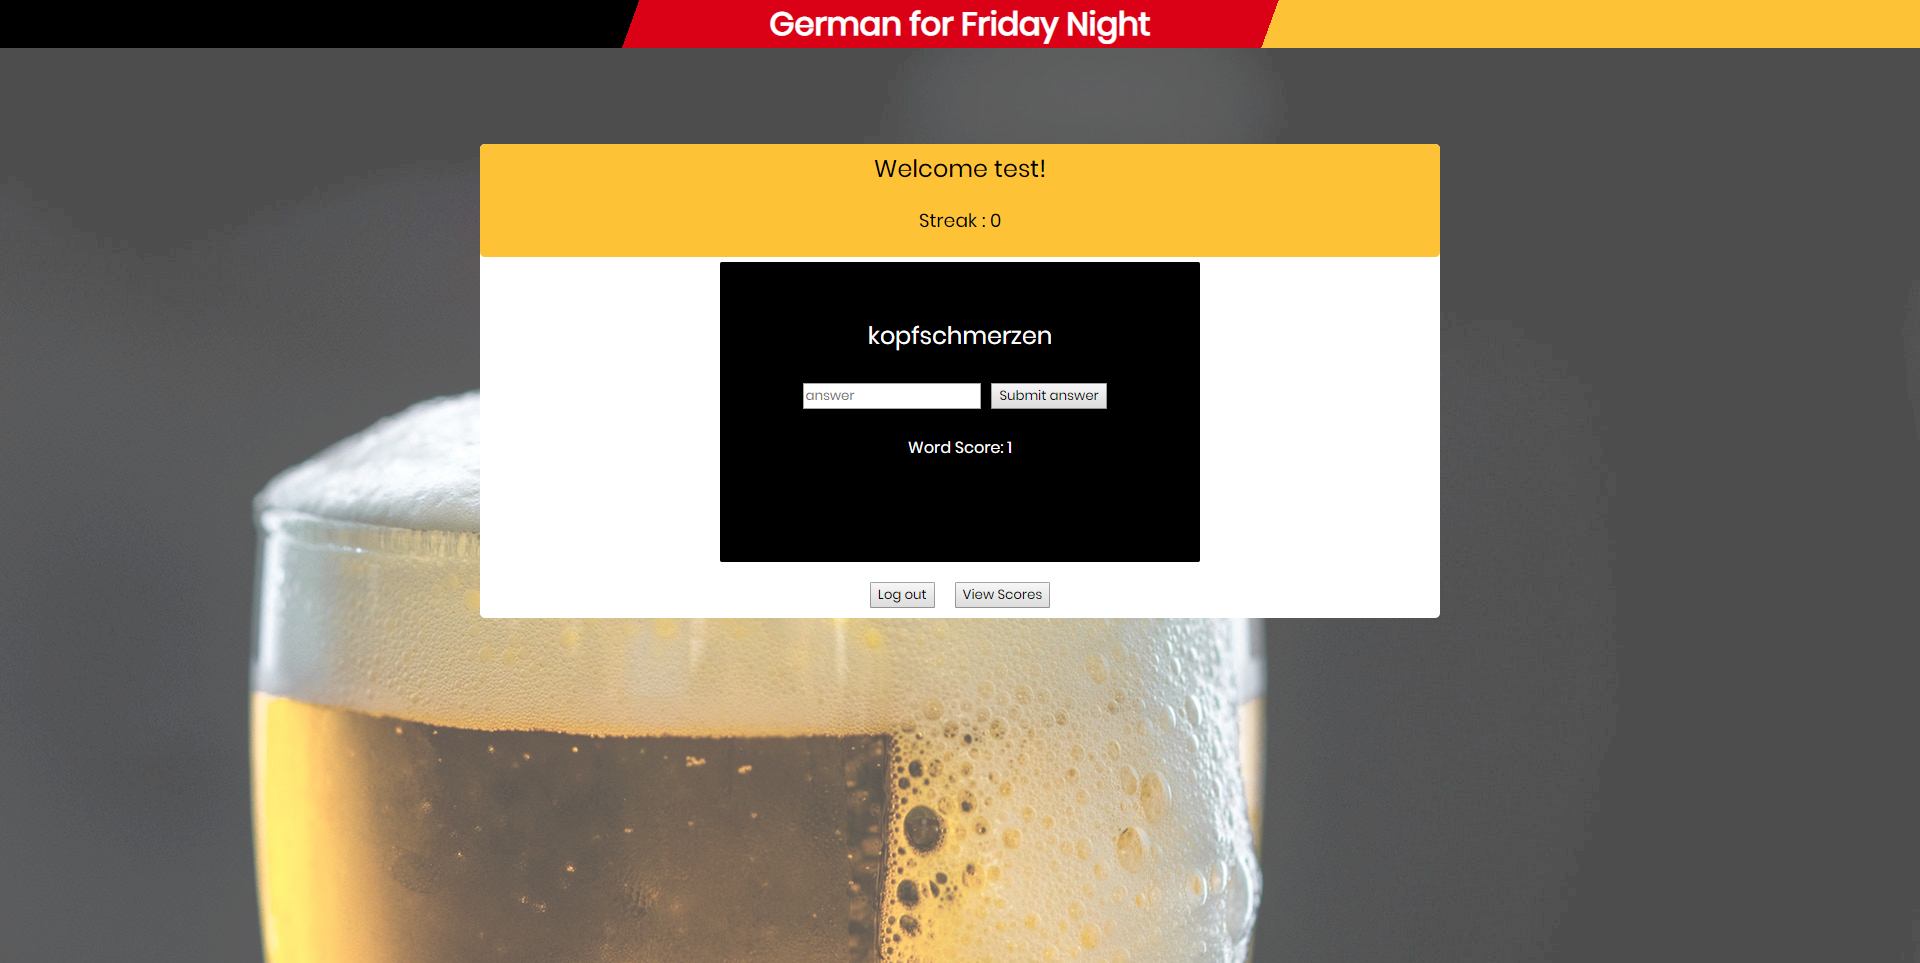 German for Friday Night
Welcome test!
Streak : 0
kopfschmerzen
answer Submit answer
Word Score: 1
Log out View Scores